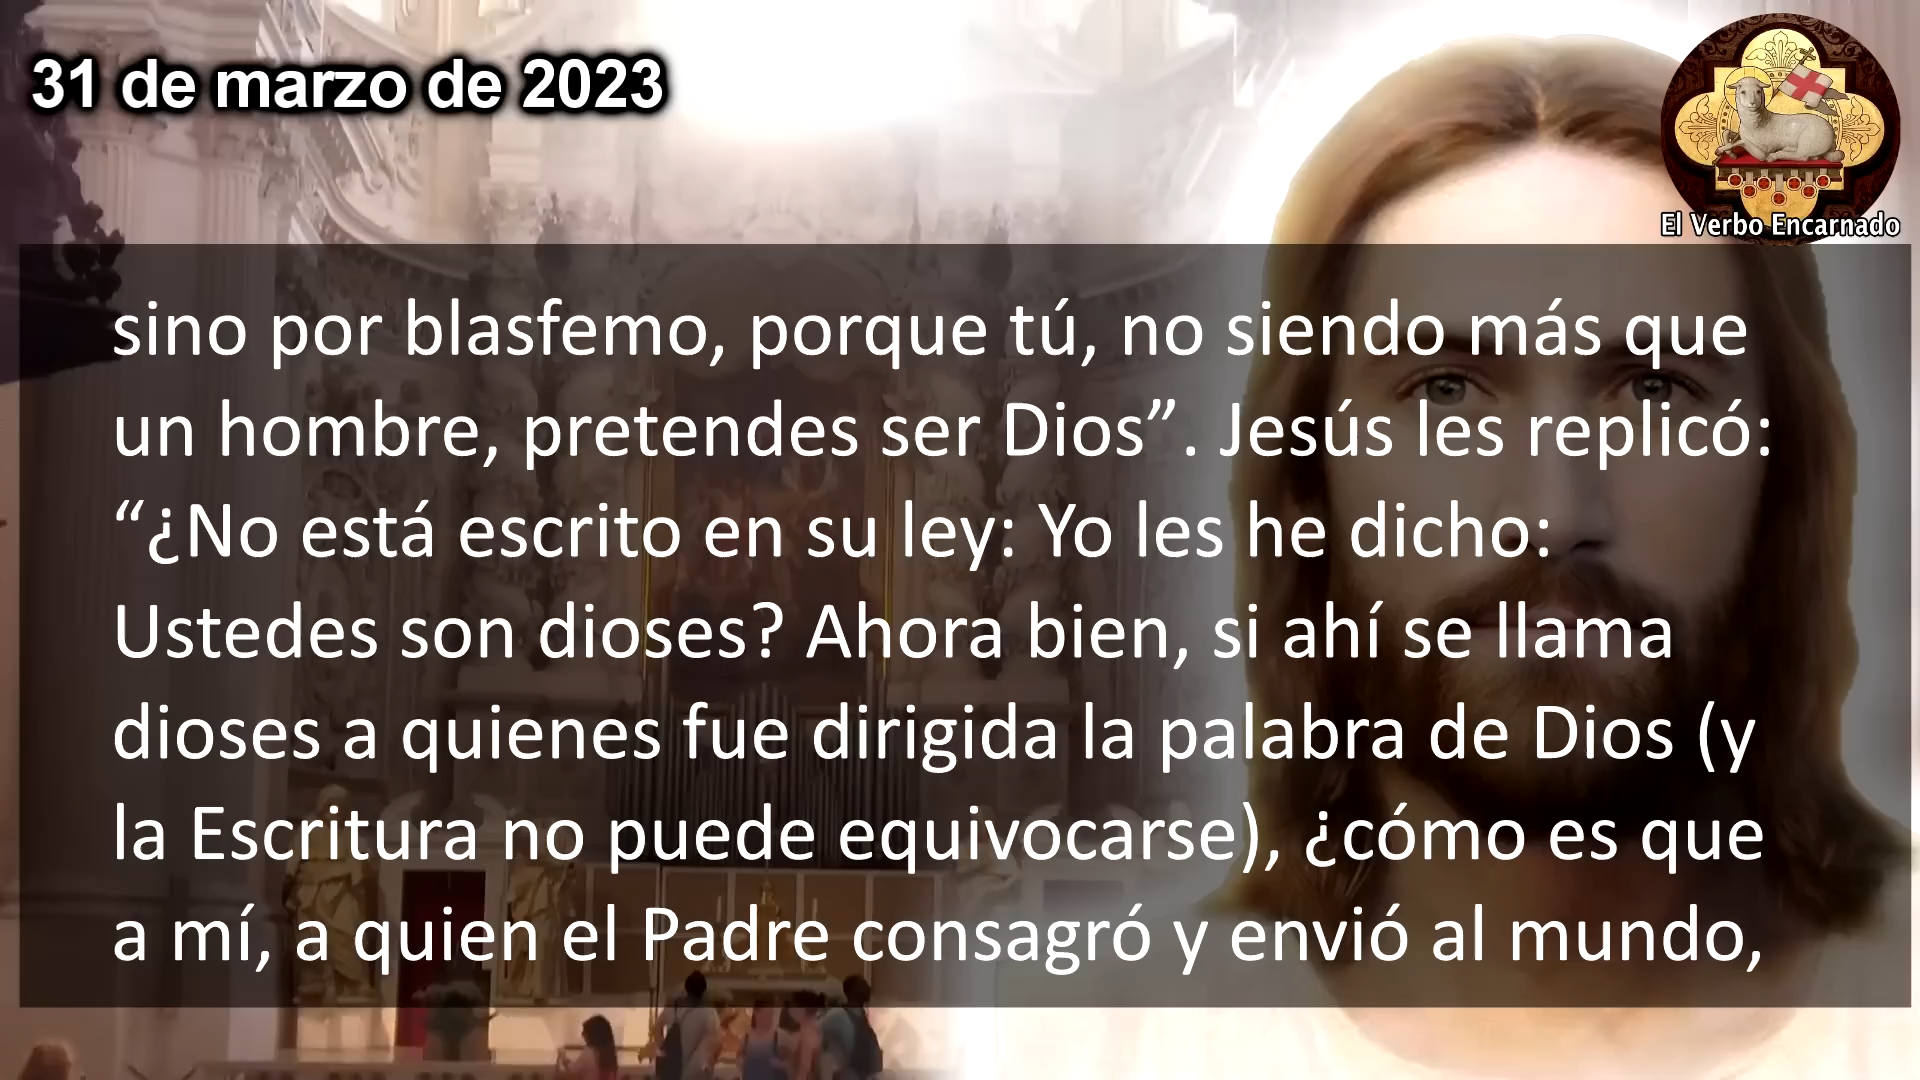 31 de marzo de 2023
El Verbo Encarnado
sino por blasfemo, porque tú, no siendo más que
un hombre, pretendes ser Dios”. Jesús les replicó:
“¿No está escrito en su ley: Yo les he dicho:
Ustedes son dioses? Ahora bien, si ahí se llama
dioses a quienes fue dirigida la palabra de Dios (y
la Escritura no puede equivocarse), ¿cómo es que
a mí, a quien el Padre consagró y envió al mundo,